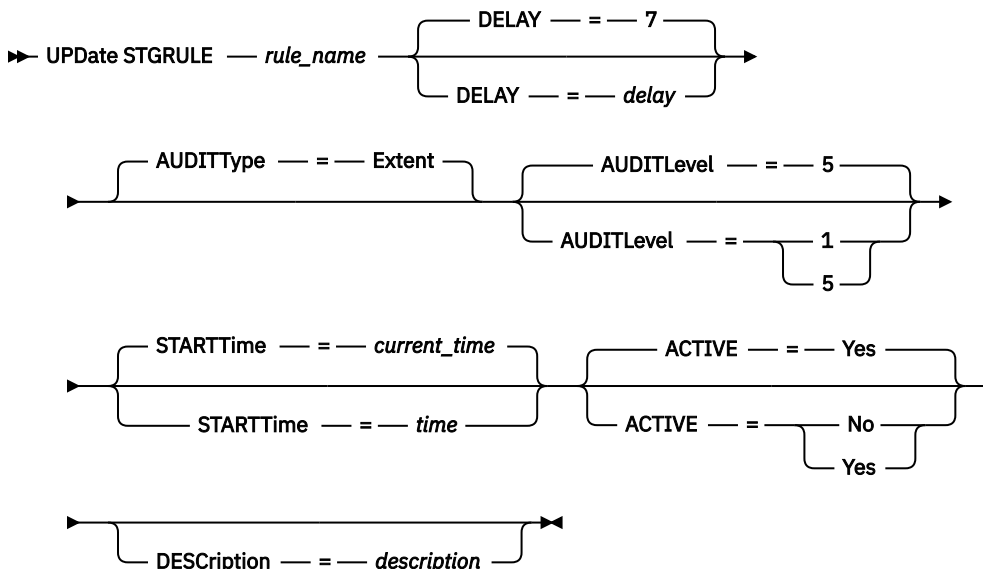 DELAY = 7
UPDate STGRULE rule_name
DELAY = delay
AUDITType = Extent
AUDITLevel = 5
AUDITLevel = 1
5
STARTTime = current_time
ACTIVE = Yes
STARTTime = time
ACTIVE = No
Yes
DESCription = description